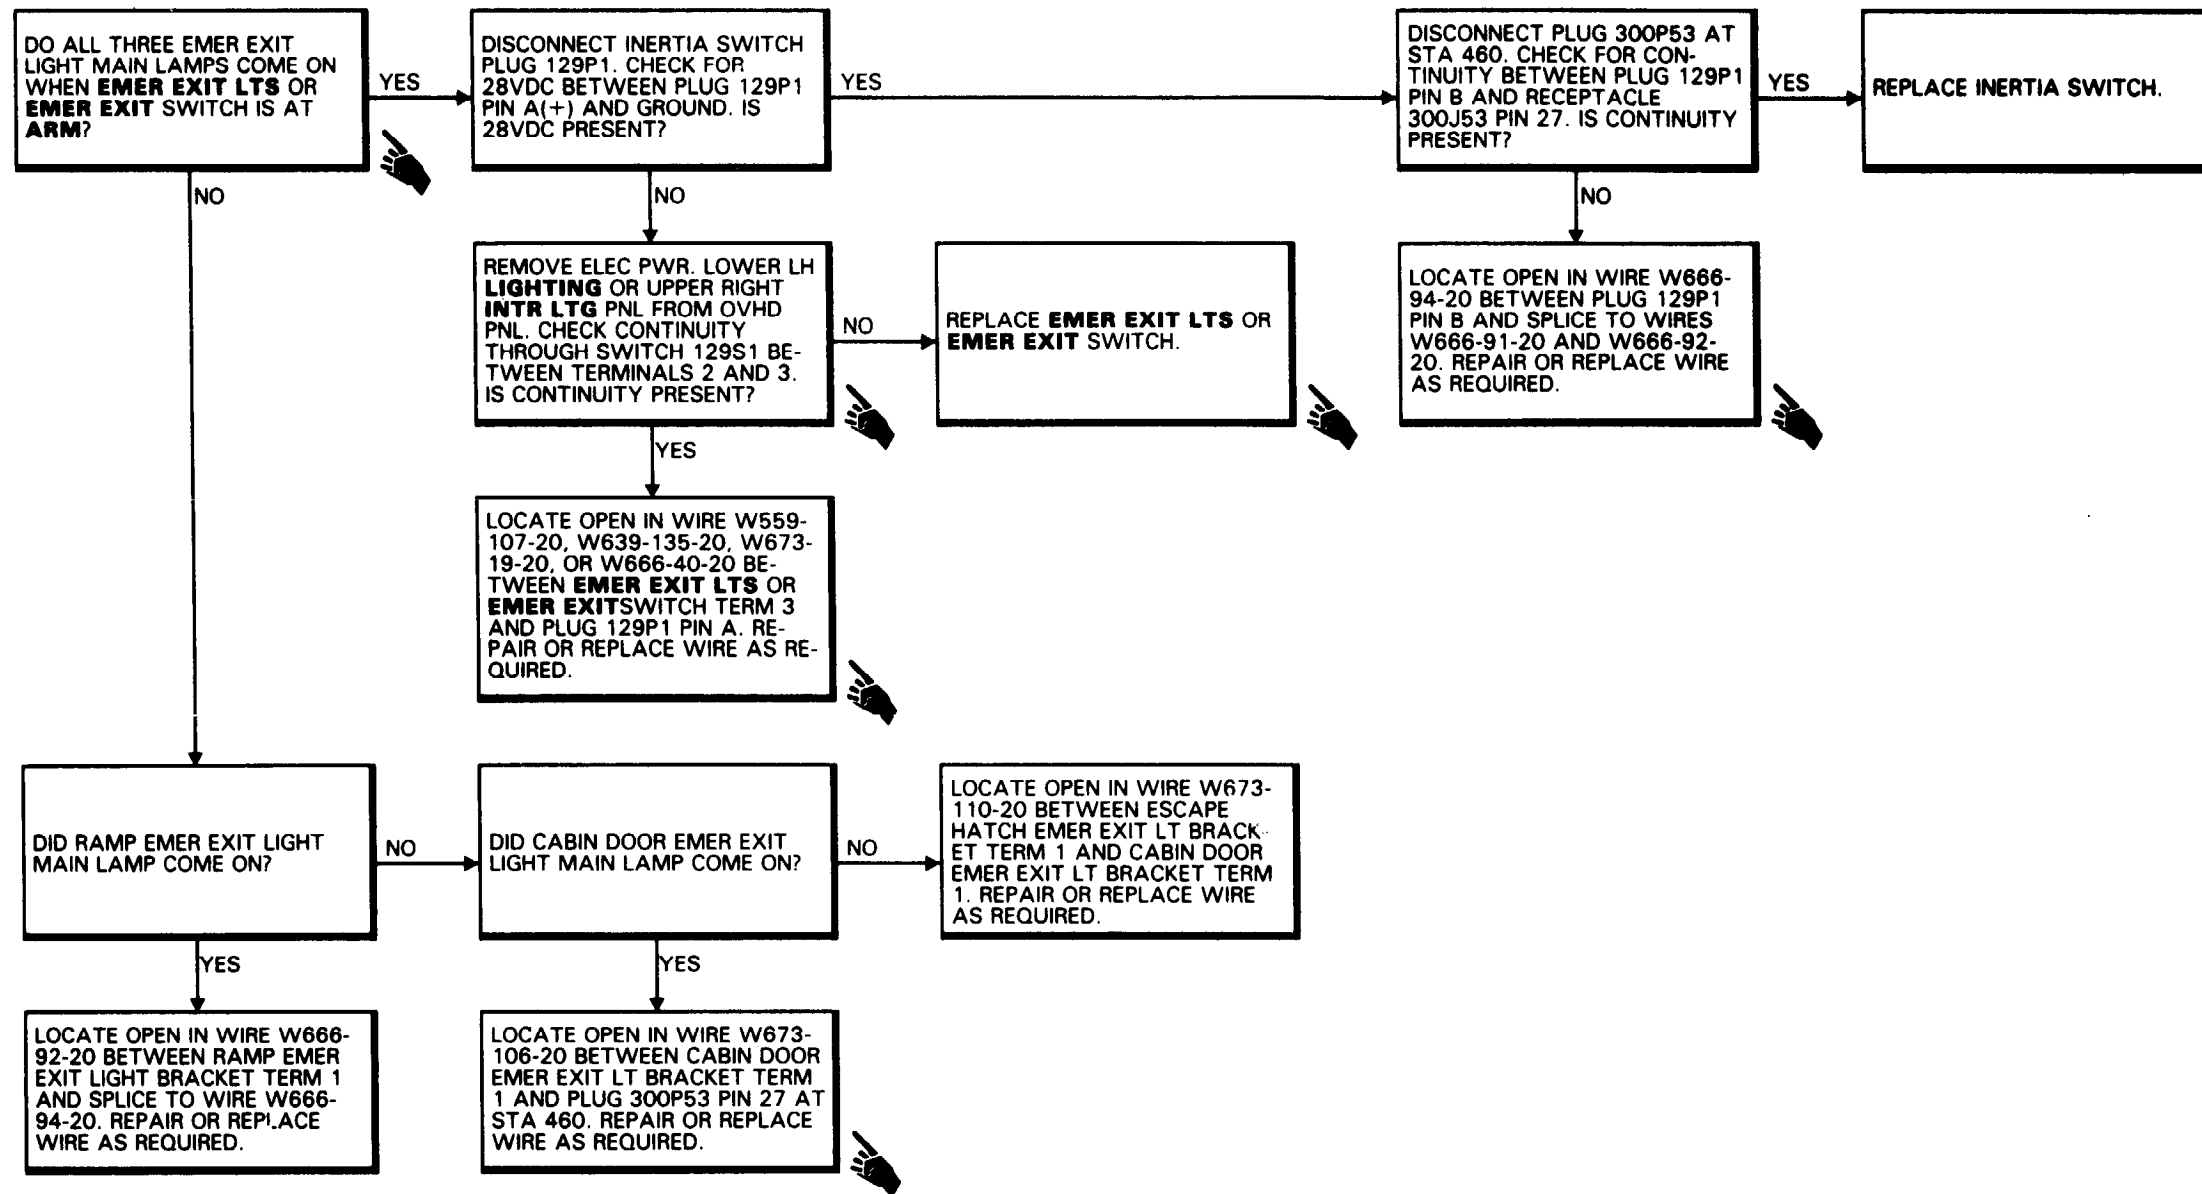 DO ALL THREE EMER EXIT
LIGHT MAIN LAMPS COME ON
WHEN EMER EXIT LTS OR
EMER EXIT SWITCH IS AT
ARM?
YES
NO
DISCONNECT INERTIA SWITCH
PLUG 129P1. CHECK FOR
28VDC BETWEEN PLUG 129P1
PIN A(+) AND GROUND. IS
28VDC PRESENT?
YES
NO
DISCONNECT PLUG 300P53 AT
STA 460. CHECK FOR CON-
TINUITY BETWEEN PLUG 129P1
PIN B AND RECEPTACLE
300J53 PIN 27. IS CONTINUITY
PRESENT?
YES
NO
REPLACE INERTIA SWITCH.
REMOVE ELEC PWR. LOWER LH
LIGHTING OR UPPER RIGHT
INTR LTG PNL FROM OVHD
PNL. CHECK CONTINUITY
THROUGH SWITCH 129S1 BE-
TWEEN TERMINALS 2 AND 3.
IS CONTINUITY PRESENT?
NO
YES
REPLACE EMER EXIT LTS OR
EMER EXIT SWITCH.
LOCATE OPEN IN WIRE W666-
94-20 BETWEEN PLUG 129P1
PIN B AND SPLICE TO WIRES
W666-91-20 AND W666-92-
20. REPAIR OR REPLACE WIRE
AS REQUIRED.
LOCATE OPEN IN WIRE W559-
107-20, W639-135-20, W673-
19-20, OR W666-40-20 BE-
TWEEN EMER EXIT LTS OR
EMER EXITSWITCH TERM 3
AND PLUG 129P1 PIN A. RE-
PAIR OR REPLACE WIRE AS RE-
QUIRED.
DID RAMP EMER EXIT LIGHT
MAIN LAMP COME ON?
NO
YES
DID CABIN DOOR EMER EXIT
LIGHT MAIN LAMP COME ON?
NO
YES
LOCATE OPEN IN WIRE W673-
110-20 BETWEEN ESCAPE
HATCH EMER EXIT LT BRACK-
ET TERM 1 AND CABIN DOOR
EMER EXIT LT BRACKET TERM
1. REPAIR OR REPLACE WIRE
AS REQUIRED.
LOCATE OPEN IN WIRE W666-
92-20 BETWEEN RAMP EMER
EXIT LIGHT BRACKET TERM 1
AND SPLICE TO WIRE W666-
94-20. REPAIR OR REPLACE
WIRE AS REQUIRED.
LOCATE OPEN IN WIRE W673-
106-20 BETWEEN CABIN DOOR
EMER EXIT LT BRACKET TERM
1 AND PLUG 300P53 PIN 27 AT
STA 460. REPAIR OR REPLACE
WIRE AS REQUIRED.